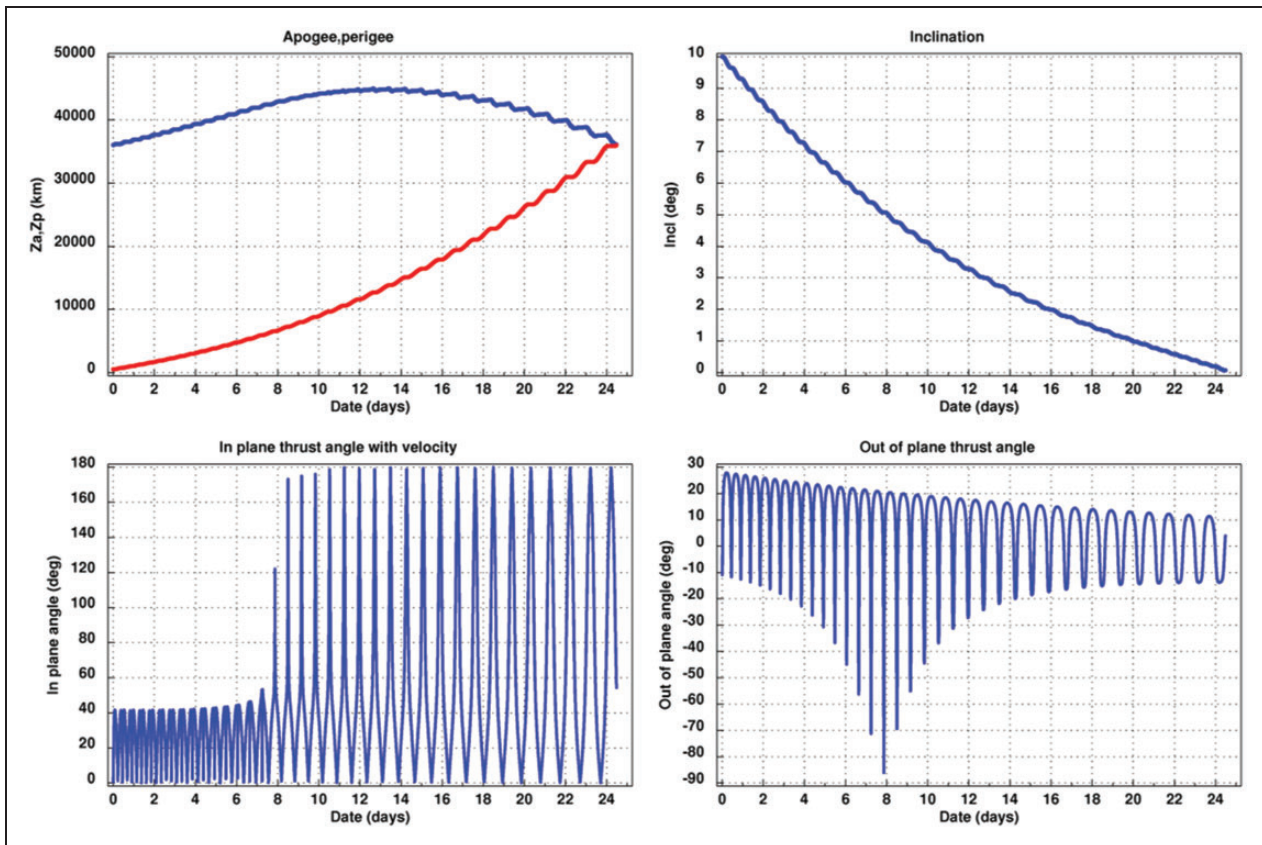 Apogee,perigee
50000
40000
30000
20000
10000
0
Za,Zp (km)
0 2 4 6 8 10 12 14 16 18 20 22 24
Date (days)
Inclination
10
9
8
7
6
5
4
3
2
1
0
Incl (deg)
0 2 4 6 8 10 12 14 16 18 20 22 24
Date (days)
In plane thrust angle with velocity
180
160
140
120
100
80
60
40
20
0
In plane angle (deg)
0 2 4 6 8 10 12 14 16 18 20 22 24
Date (days)
Out of plane thrust angle
30
20
10
0
-10
-20
-30
-40
-50
-60
-70
-80
-90
Out of plane angle (deg)
0 2 4 6 8 10 12 14 16 18 20 22 24
Date (days)